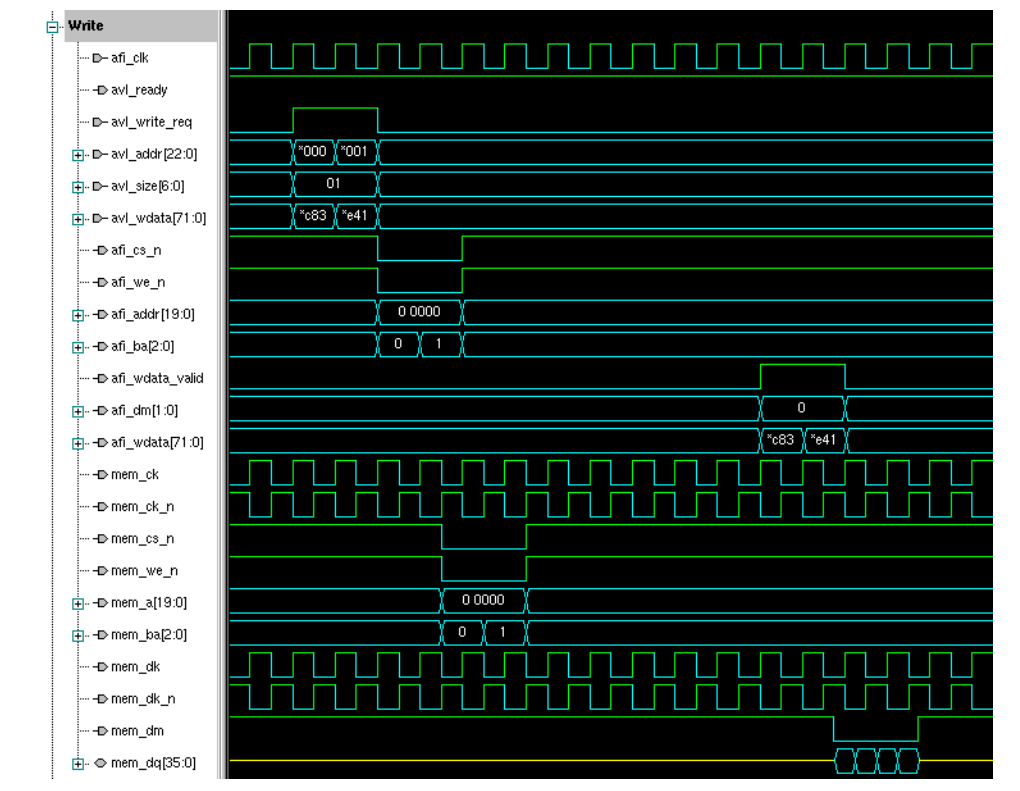 Write
afi_clk
avl_ready
avl_write_req
avl_addr[22:0] *000 *001
avl_size[6:0] 01
avl_wdata[71:0] *c83 *e41
afi_cs_n
afi_we_n
afi_addr[19:0] 0 0000
afi_ba[2:0] 0 1
afi_wdata_valid
afi_dm[1:0] 0
afi_wdata[71:0] *c83 *e41
mem_ck
mem_ck_n
mem_cs_n
mem_we_n
mem_a[19:0] 0 0000
mem_ba[2:0] 0 1
mem_dk
mem_dk_n
mem_dm
mem_dq[35:0]